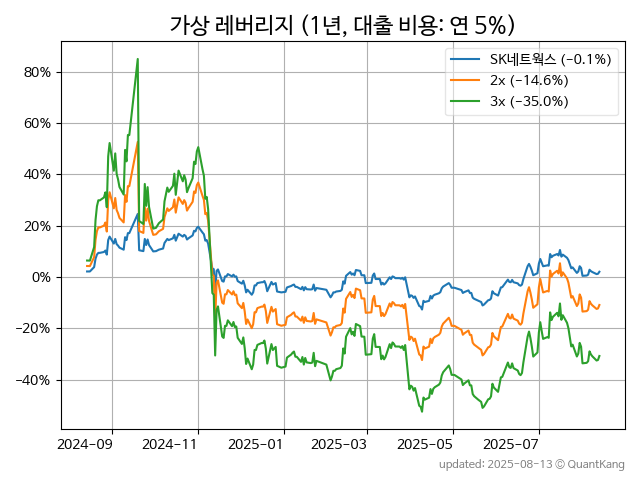 가상 레버리지 (1년, 대출 비용: 연 5%)
SK네트웍스 (−0.1%)
2x (−14.6%)
3x (−35.0%)
80%
60%
40%
20%
0%
−20%
−40%
2024-09
2024-11
2025-01
2025-03
2025-05
2025-07
updated: 2025-08-13 © QuantKang